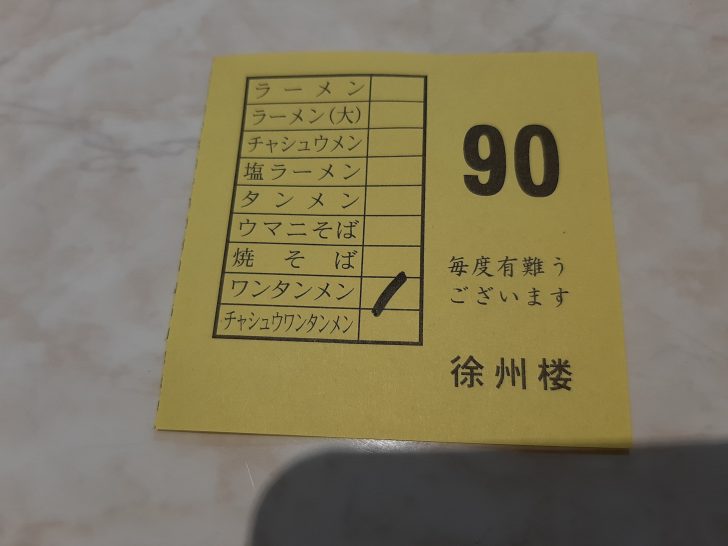 ラーメン
ラーメン(大)
チャシュウメン
塩ラーメン
タンメン
ウマニそば
焼そば
ワンタンメン
チャシュウワンタンメン
90
毎度有難う
ございます
徐州楼